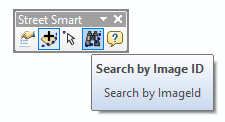 Street Smart
Search by Image ID
Search by ImageId